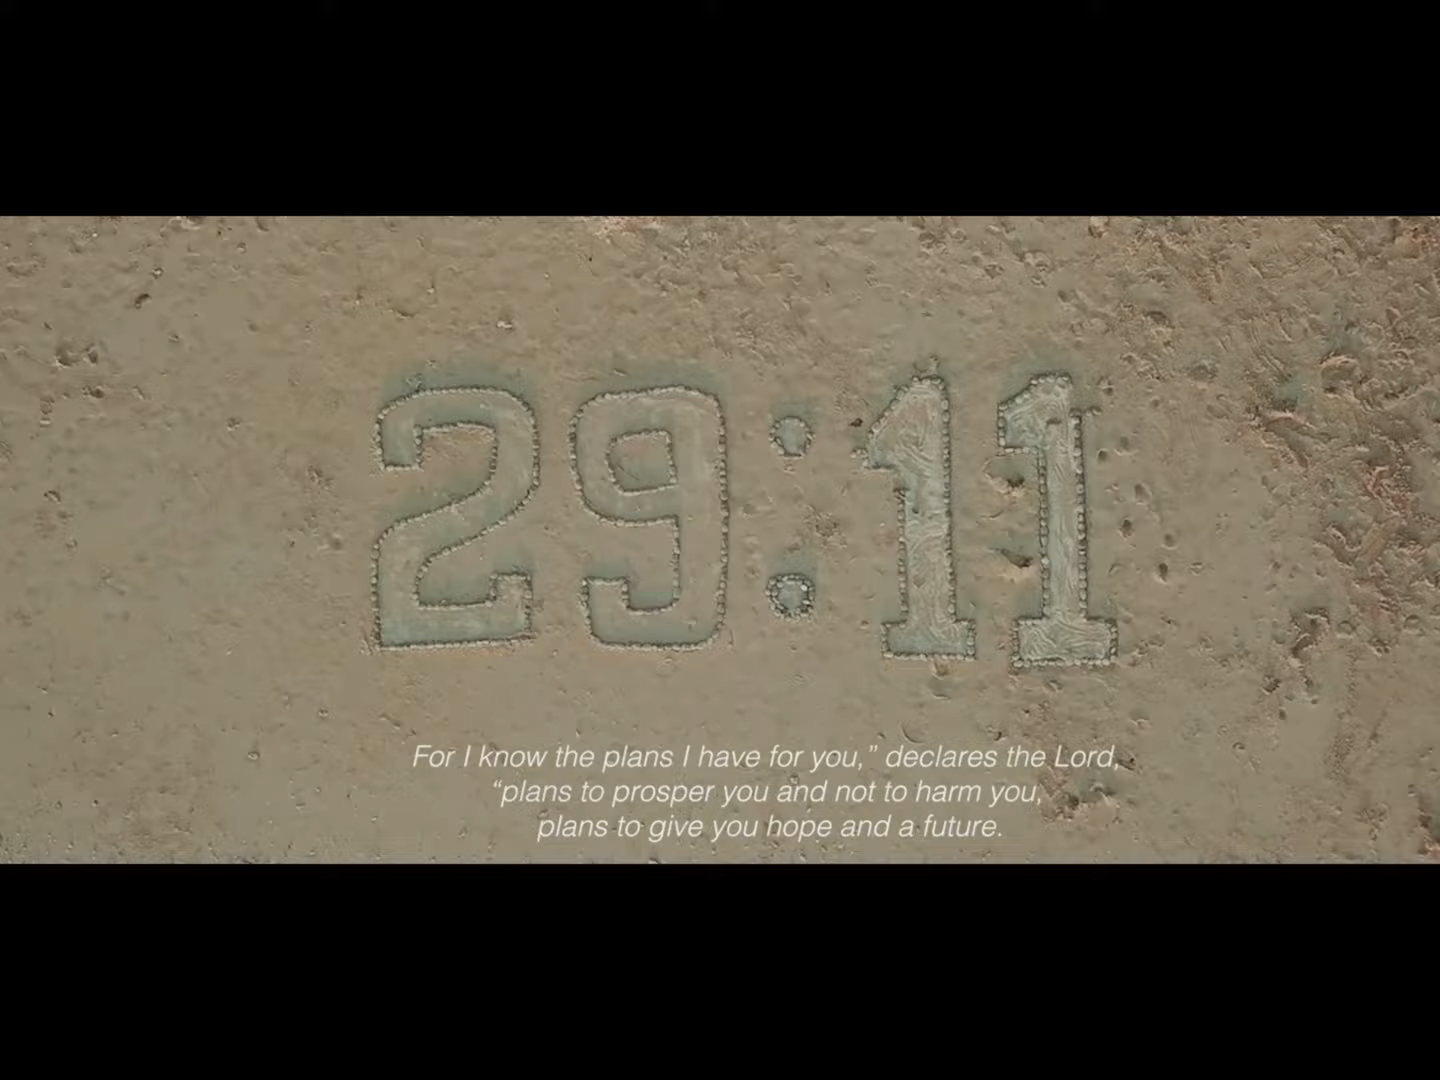 29:11
For I know the plans I have for you,” declares the Lord,
“plans to prosper you and not to harm you,
plans to give you hope and a future.